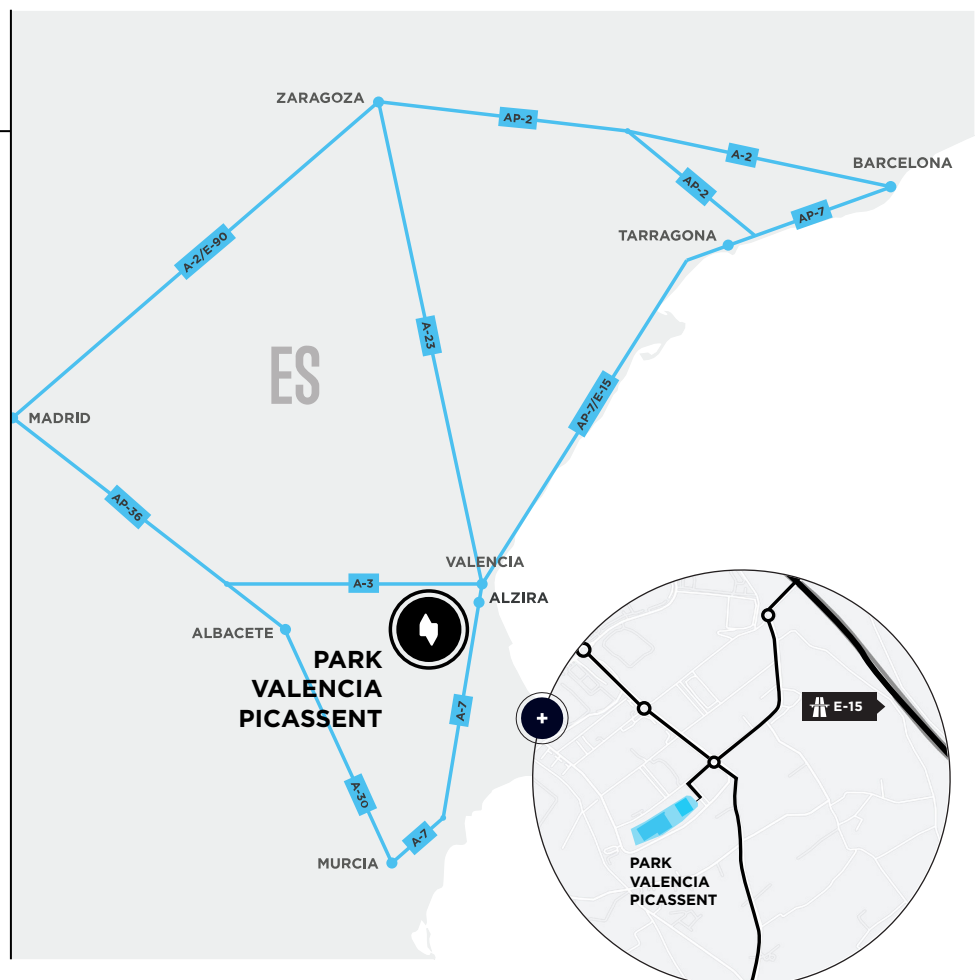 ZARAGOZA
AP-2
A-2
BARCELONA
AP-2
AP-7
TARRAGONA
A-2/E-90
A-23
ES
AP-7/E-15
MADRID
AP-36
VALENCIA
A-3
ALZIRA
ALBACETE
PARK
VALENCIA
PICASSENT
A-7
E-15
+
A-30
A-7
MURCIA
PARK
VALENCIA
PICASSENT